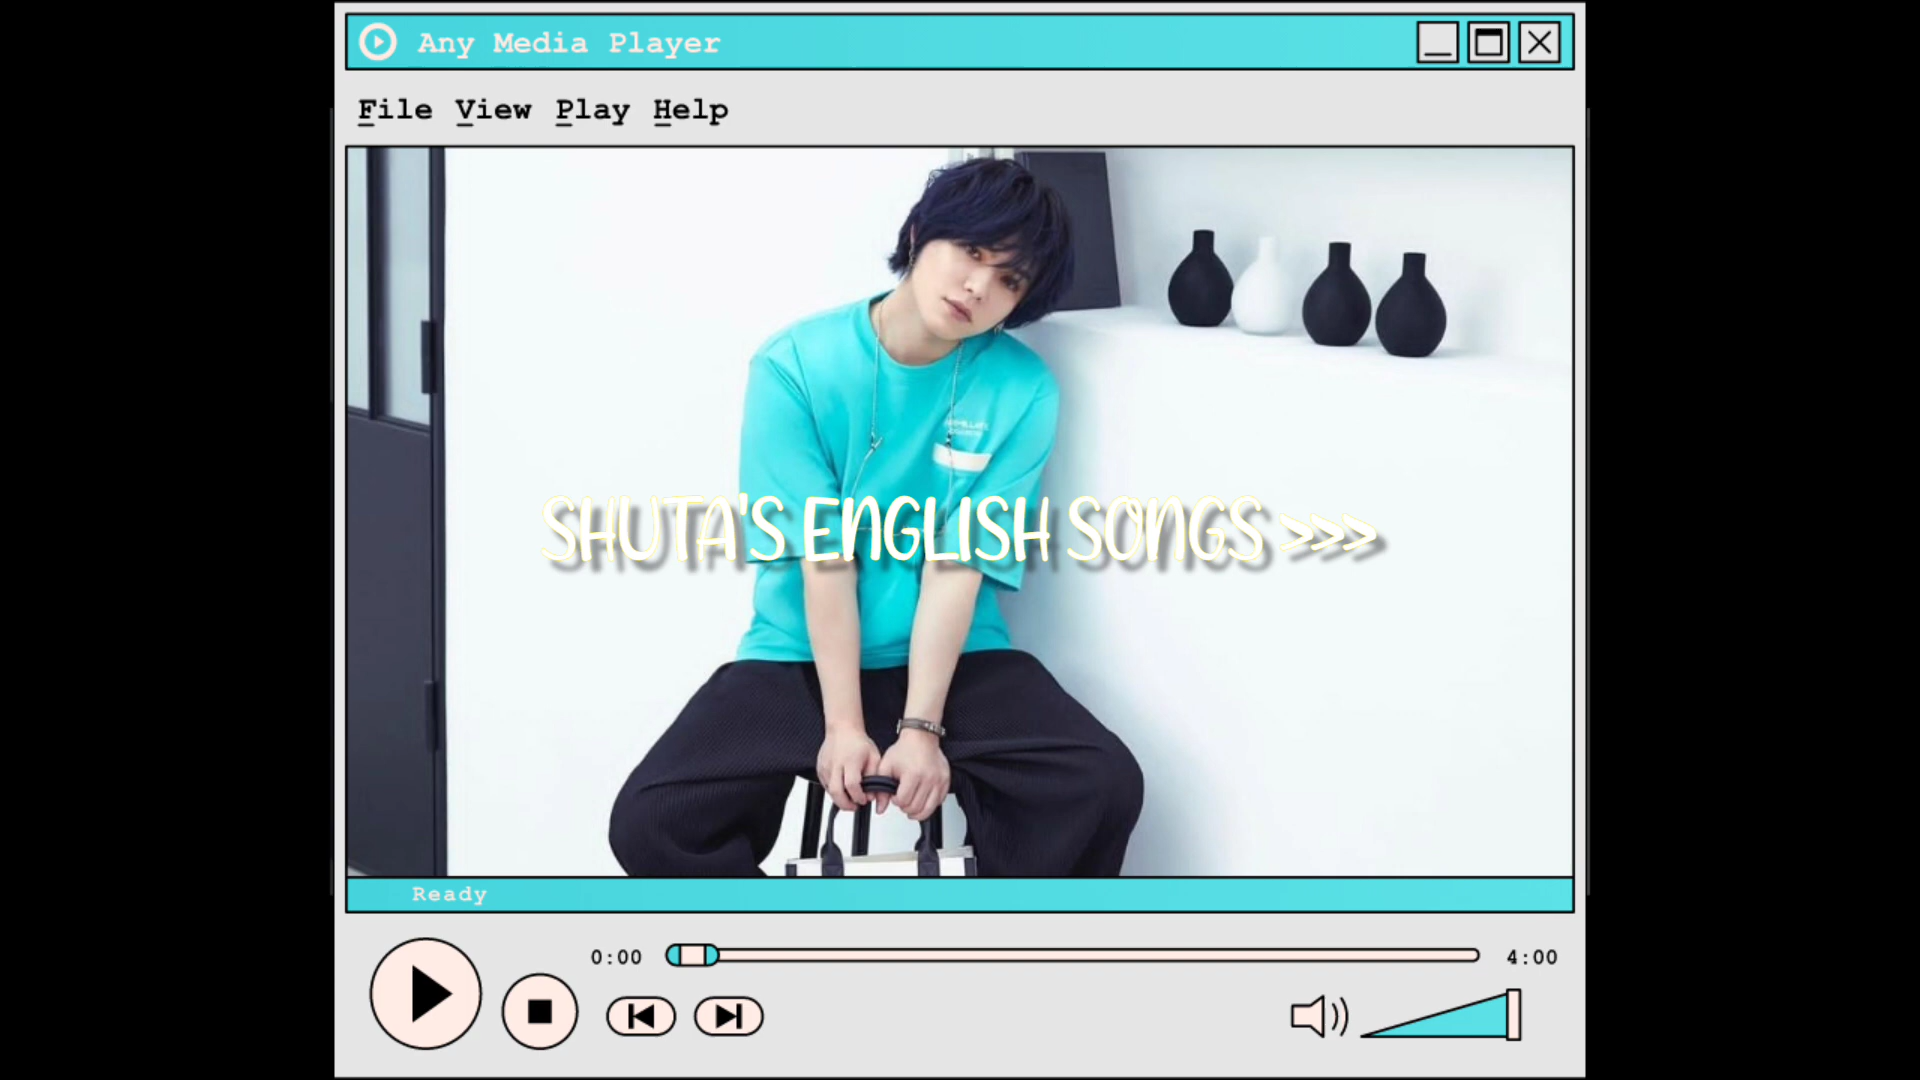 Any Media Player
File View Play Help
SHUTA'S ENGLISH SONGS >>>
Ready
0:00
4:00